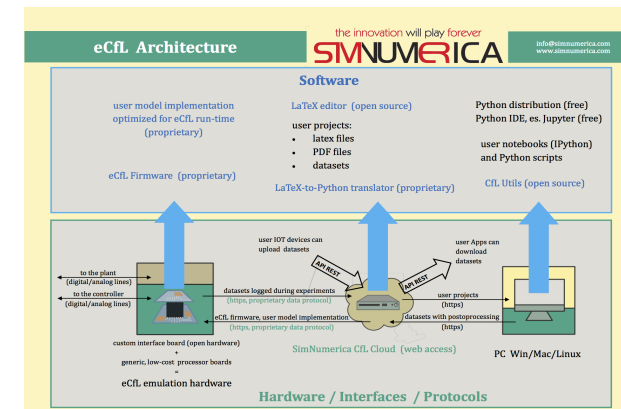 eCfL Architecture
the innovation will play forever
SIMNUMERICA
info@simnumerica.com
www.simnumerica.com
Software
user model implementation
optimized for eCfL run-time
(proprietary)
eCfL Firmware (proprietary)
LaTeX editor (open source)
user projects:
• latex files
• PDF files
• datasets
LaTeX-to-Python translator (proprietary)
Python distribution (free)
Python IDE, es. Jupyter (free)
user notebooks (IPython)
and Python scripts
CfL Utils (open source)
user IOT devices can
upload datasets
API REST
API REST
user Apps can
download
datasets
to the plant
(digital/analog lines)
to the controller
(digital/analog lines)
datasets logged during experiments
(https, proprietary data protocol)
eCfL firmware, user model implementation
(https, proprietary data protocol)
user projects
(https)
datasets with postoprocessing
(https)
custom interface board (open hardware)
+
generic, low-cost processor boards
=
eCfL emulation hardware
SimNumerica CfL Cloud (web access)
PC Win/Mac/Linux
Hardware / Interfaces / Protocols